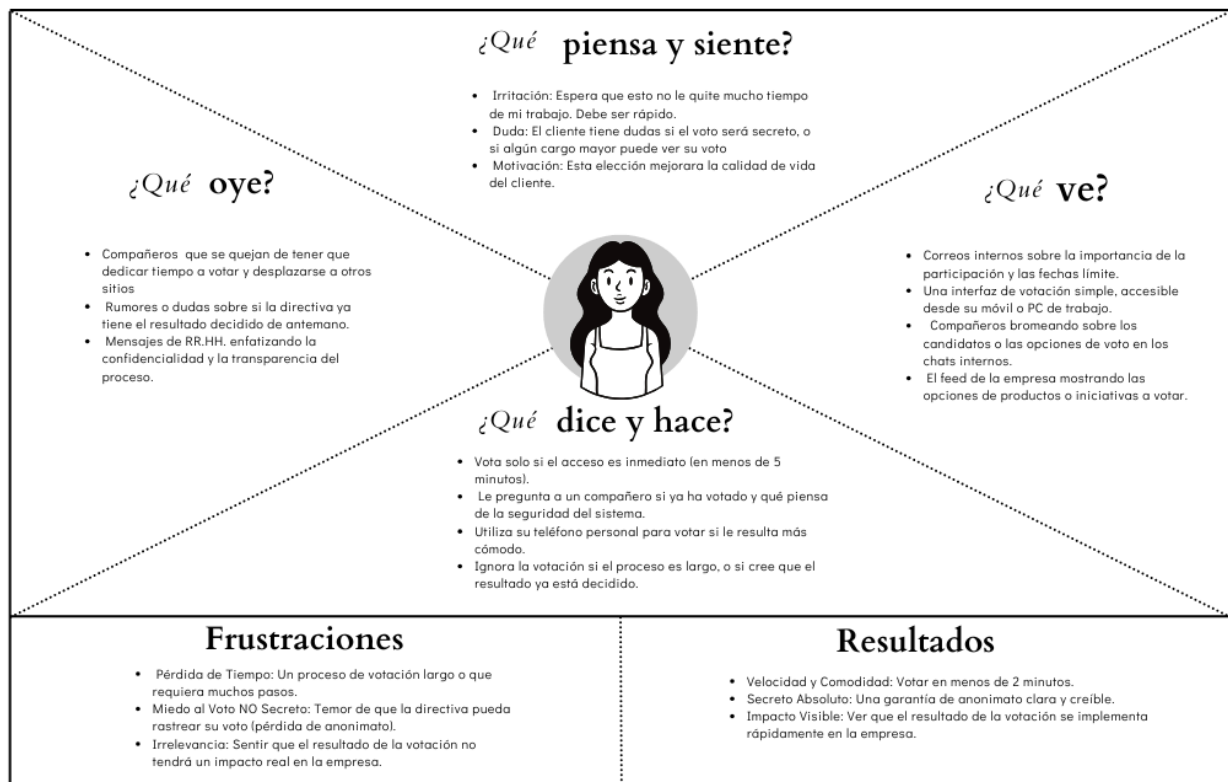 ¿Qué piensa y siente?
• Irritación: Espera que esto no le quite mucho tiempo
de mi trabajo. Debe ser rápido.
• Duda: El cliente tiene dudas si el voto será secreto, o
si algún cargo mayor puede ver su voto
• Motivación: Esta elección mejorara la calidad de vida
del cliente.
¿Qué oye?
• Compañeros que se quejan de tener que
dedicar tiempo a votar y desplazarse a otros
sitios
• Rumores o dudas sobre si la directiva ya
tiene el resultado decidido de antemano.
• Mensajes de RR.HH. enfatizando la
confidencialidad y la transparencia del
proceso.
¿Qué ve?
• Correos internos sobre la importancia de la
participación y las fechas límite.
• Una interfaz de votación simple, accesible
desde su móvil o PC de trabajo.
• Compañeros bromeando sobre los
candidatos o las opciones de voto en los
chats internos.
• El feed de la empresa mostrando las
opciones de productos o iniciativas a votar.
¿Qué dice y hace?
• Vota solo si el acceso es inmediato (en menos de 5
minutos).
• Le pregunta a un compañero si ya ha votado y qué piensa
de la seguridad del sistema.
• Utiliza su teléfono personal para votar si le resulta más
cómodo.
• Ignora la votación si el proceso es largo, o si cree que el
resultado ya está decidido.
Frustraciones
• Pérdida de Tiempo: Un proceso de votación largo o que
requiera muchos pasos.
• Miedo al Voto NO Secreto: Temor de que la directiva pueda
rastrear su voto (pérdida de anonimato).
• Irrelevancia: Sentir que el resultado de la votación no
tendrá un impacto real en la empresa.
Resultados
• Velocidad y Comodidad: Votar en menos de 2 minutos.
• Secreto Absoluto: Una garantía de anonimato clara y creíble.
• Impacto Visible: Ver que el resultado de la votación se implementa
rápidamente en la empresa.